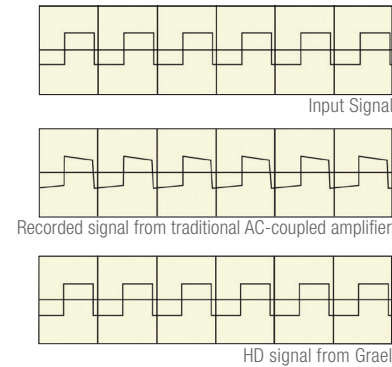 Input Signal
Recorded signal from traditional AC-coupled amplifier
HD signal from Grael